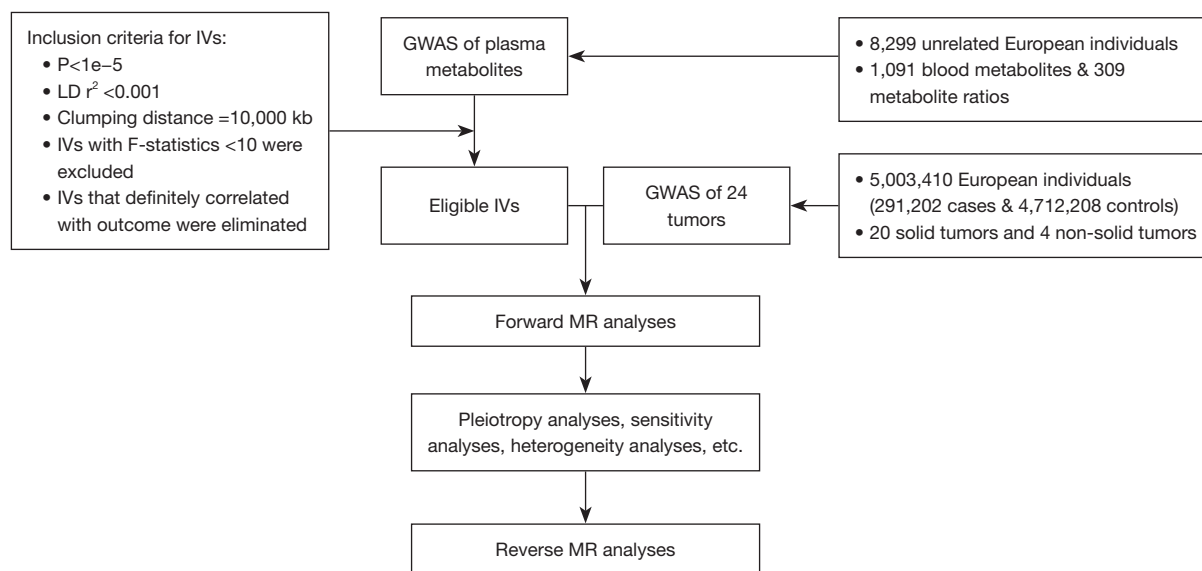 Inclusion criteria for IVs:
• P<1e−5
• LD r² <0.001
• Clumping distance =10,000 kb
• IVs with F-statistics <10 were
excluded
• IVs that definitely correlated
with outcome were eliminated
GWAS of plasma
metabolites
• 8,299 unrelated European individuals
• 1,091 blood metabolites & 309
metabolite ratios
Eligible IVs
GWAS of 24
tumors
• 5,003,410 European individuals
(291,202 cases & 4,712,208 controls)
• 20 solid tumors and 4 non-solid tumors
Forward MR analyses
Pleiotropy analyses, sensitivity
analyses, heterogeneity analyses, etc.
Reverse MR analyses